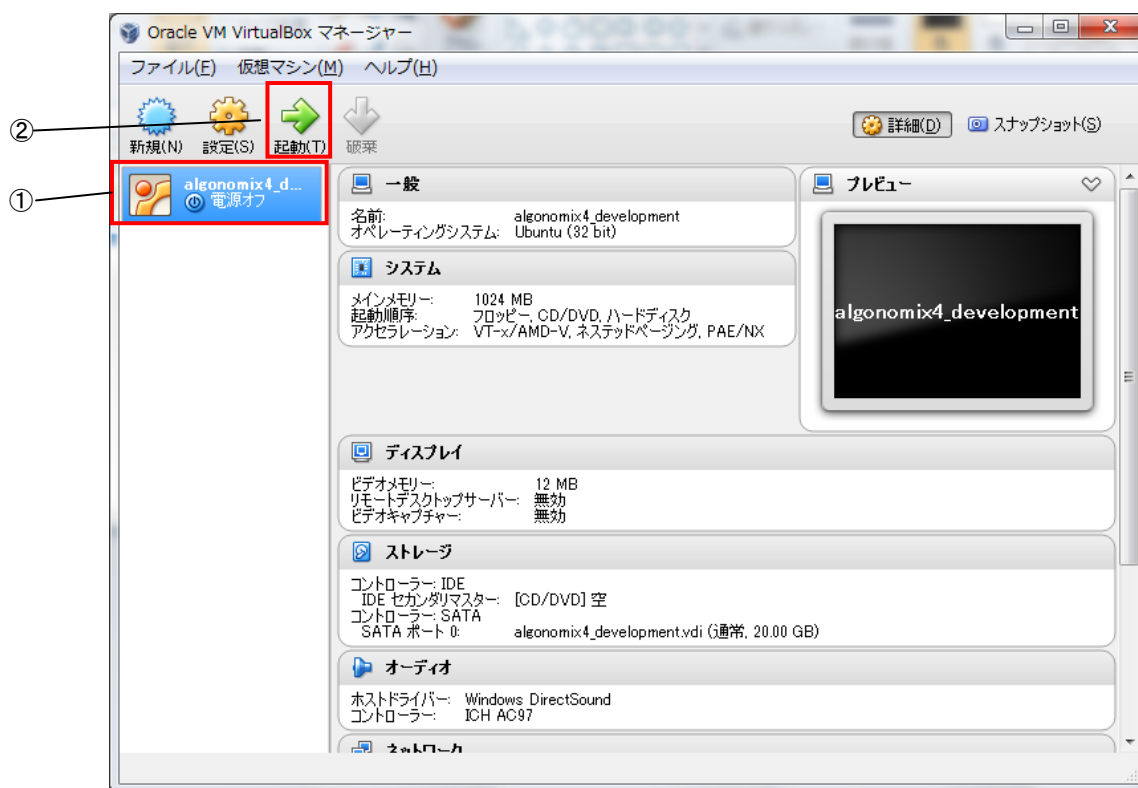 Oracle VM VirtualBox マネージャー
ファイル(F) 仮想マシン(M) ヘルプ(H)
②
新規(N) 設定(S) 起動(T) 破棄
詳細(D) スナップショット(S)
①
algonomix4_d...
電源オフ
一般
名前: algonomix4_development
オペレーティングシステム: Ubuntu (32 bit)
プレビュー
algonomix4_development
システム
メインメモリー: 1024 MB
起動順序: フロッピー, CD/DVD, ハードディスク
アクセラレーション: VT-x/AMD-V, ネステッドページング, PAE/NX
ディスプレイ
ビデオメモリー: 12 MB
リモートデスクトップサーバー: 無効
ビデオキャプチャー: 無効
ストレージ
コントローラー: IDE
IDE セカンダリマスター: [CD/DVD] 空
コントローラー: SATA
SATA ポート 0: algonomix4_development.vdi (通常, 20.00 GB)
オーディオ
ホストドライバー: Windows DirectSound
コントローラー: ICH AC97
ネットワーク